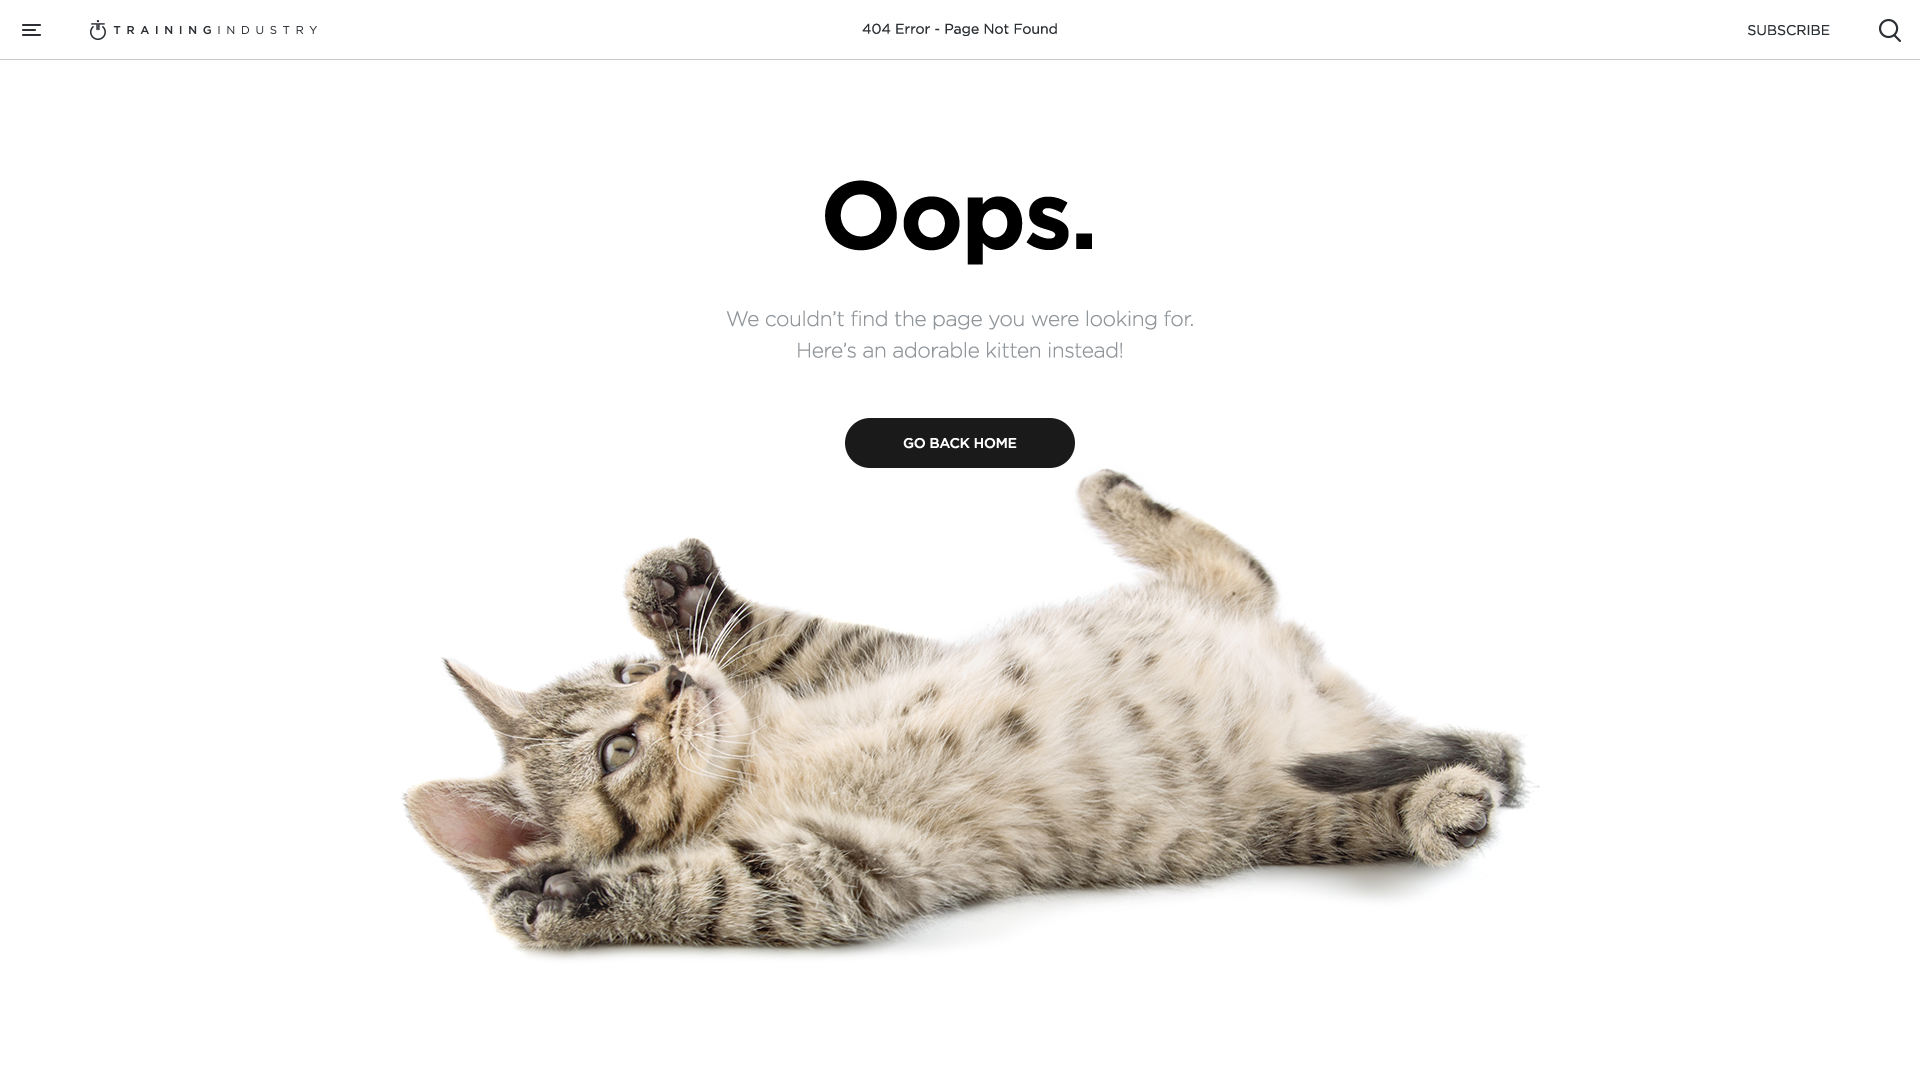 TRAININGINDUSTRY
404 Error - Page Not Found
SUBSCRIBE
Oops.
We couldn’t find the page you were looking for.
Here’s an adorable kitten instead!
GO BACK HOME